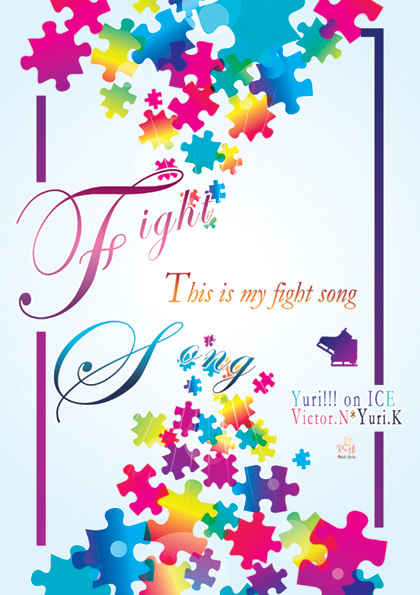 Fight
This is my fight song
Song
Yuri!!! on ICE
Victor.N*Yuri.K